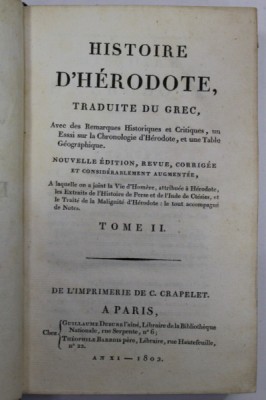 HISTOIRE
D'HÉRODOTE,
TRADUITE DU GREC,
Avec des Remarques Historiques et Critiques, un
Essai sur la Chronologie d'Hérodote, et une Table
Géographique.
NOUVELLE ÉDITION, REVUE, CORRIGÉE
ET CONSIDÉRABLEMENT AUGMENTÉE,
A laquelle on a joint la Vie d'Homère, attribuée à Hérodote,
les Extraits de l'Histoire de Perse et de l'Inde de Ctésias, et
le Traité de la Malignité d'Hérodote : le tout accompagné
de Notes.
TOME II.
DE L'IMPRIMERIE DE C. CRAPELET.
A PARIS,
Chez
GUILLAUME DEBURE l'aîné, Libraire de la Bibliothèque
Nationale, rue Serpente, n° 6;
THÉOPHILE BARROIS père, Libraire, rue Hautefeuille,
n° 22.
AN XI — 1802.